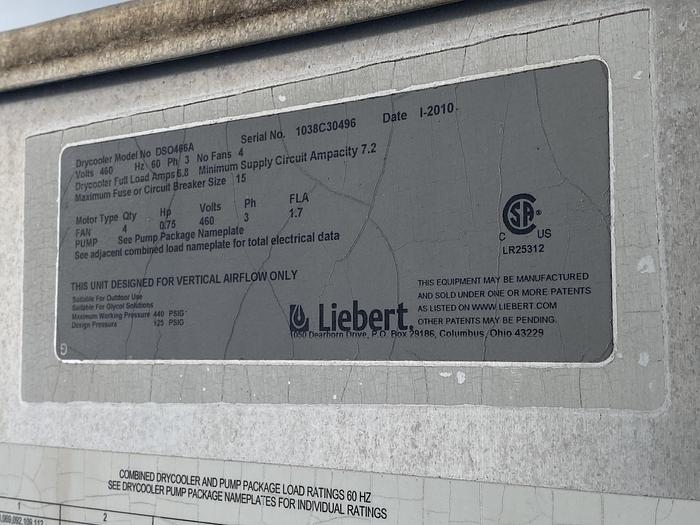 Drycooler Model No DSO466A Serial No. 1038C30496 Date I-2010
Volts 460 Hz 60 Ph 3 No Fans 4
Drycooler Full Load Amps 6.8 Minimum Supply Circuit Ampacity 7.2
Maximum Fuse or Circuit Breaker Size 15
Motor Type Qty Hp Volts Ph FLA
FAN 4 0.75 460 3 1.7
PUMP See Pump Package Nameplate
See adjacent combined load nameplate for total electrical data
C US
LR25312
THIS UNIT DESIGNED FOR VERTICAL AIRFLOW ONLY
Suitable For Outdoor Use
Suitable For Glycol Solutions
Maximum Working Pressure 440 PSIG
Design Pressure 125 PSIG
Liebert.
1050 Dearborn Drive, P.O. Box 29186, Columbus, Ohio 43229
THIS EQUIPMENT MAY BE MANUFACTURED
AND SOLD UNDER ONE OR MORE PATENTS
AS LISTED ON WWW.LIEBERT.COM
OTHER PATENTS MAY BE PENDING.
COMBINED DRYCOOLER AND PUMP PACKAGE LOAD RATINGS 60 HZ
SEE DRYCOOLER PUMP PACKAGE NAMEPLATES FOR INDIVIDUAL RATINGS
1 2